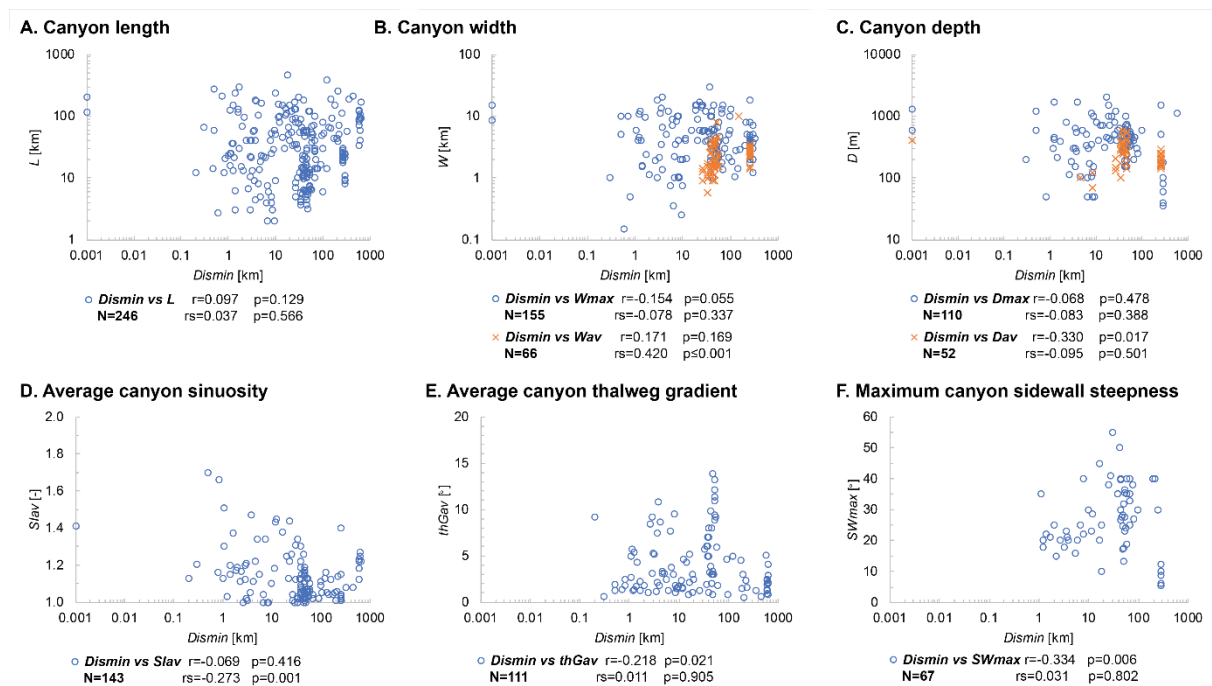 A. Canyon length
1000
100
10
1
L [km]
0.001 0.01 0.1 1 10 100 1000
Dismin [km]
Dismin vs L r=0.097 p=0.129
N=246 rs=0.037 p=0.566
B. Canyon width
100
10
1
0.1
W [km]
0.001 0.01 0.1 1 10 100 1000
Dismin [km]
Dismin vs Wmax r=-0.154 p=0.055
N=155 rs=-0.078 p=0.337
Dismin vs Wav r=0.171 p=0.169
N=66 rs=0.420 p≤0.001
C. Canyon depth
10000
1000
100
10
D [m]
0.001 0.01 0.1 1 10 100 1000
Dismin [km]
Dismin vs Dmax r=-0.068 p=0.478
N=110 rs=-0.083 p=0.388
Dismin vs Dav r=-0.330 p=0.017
N=52 rs=-0.095 p=0.501
D. Average canyon sinuosity
2.0
1.8
1.6
1.4
1.2
1.0
SIav [-]
0.001 0.01 0.1 1 10 100 1000
Dismin [km]
Dismin vs SIav r=-0.069 p=0.416
N=143 rs=-0.273 p=0.001
E. Average canyon thalweg gradient
20
15
10
5
0
thGav [°]
0.001 0.01 0.1 1 10 100 1000
Dismin [km]
Dismin vs thGav r=-0.218 p=0.021
N=111 rs=0.011 p=0.905
F. Maximum canyon sidewall steepness
60
50
40
30
20
10
0
SWmax [°]
0.001 0.01 0.1 1 10 100 1000
Dismin [km]
Dismin vs SWmax r=-0.334 p=0.006
N=67 rs=0.031 p=0.802